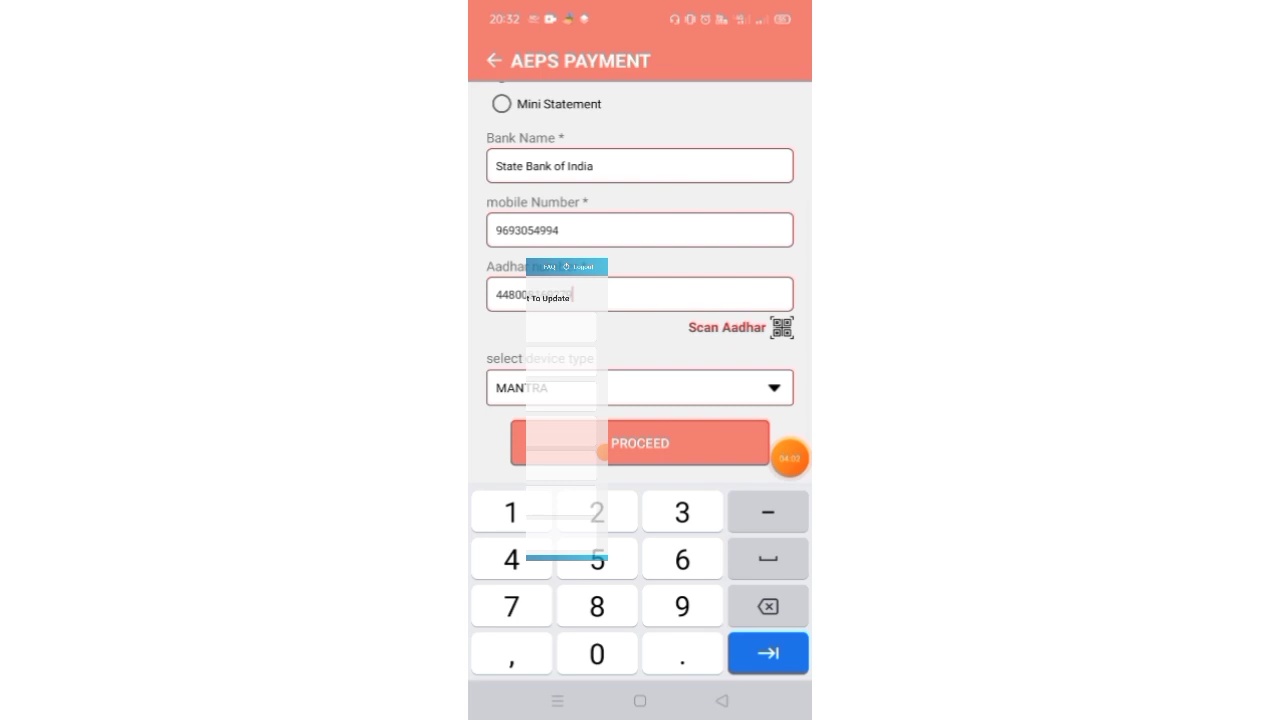 20:32
AEPS PAYMENT
Mini Statement
Bank Name *
State Bank of India
mobile Number *
9693054994
Aadhar
FAQ Logout
44800
t To Update
Scan Aadhar
select device type
MANTRA
PROCEED
04:02
1 2 3 -
4 5 6
7 8 9
, 0 .